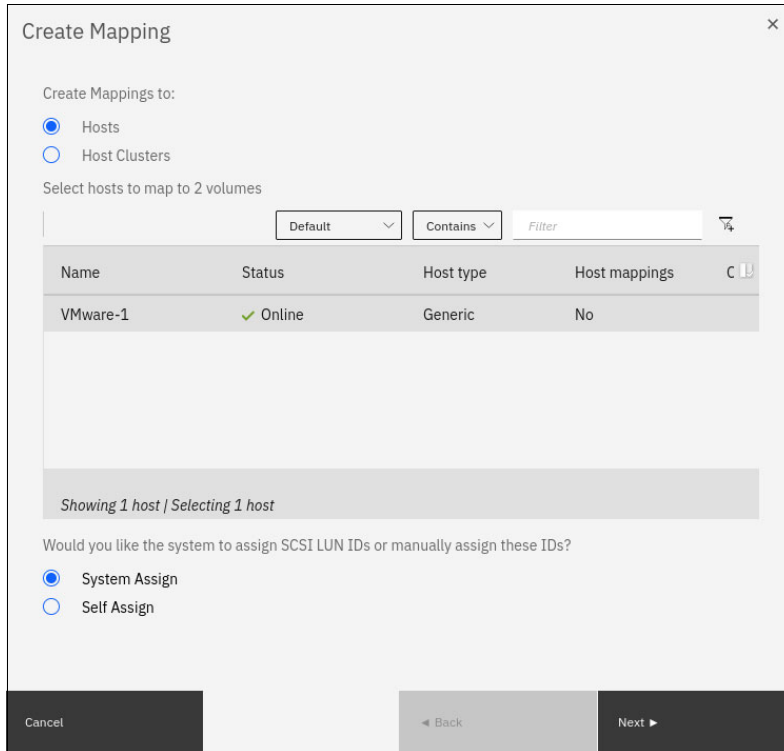 Create Mapping
Create Mappings to:
Hosts
Host Clusters
Select hosts to map to 2 volumes
Default Contains Filter
Name Status Host type Host mappings C
VMware-1 Online Generic No
Showing 1 host | Selecting 1 host
Would you like the system to assign SCSI LUN IDs or manually assign these IDs?
System Assign
Self Assign
Cancel ◄ Back Next ►